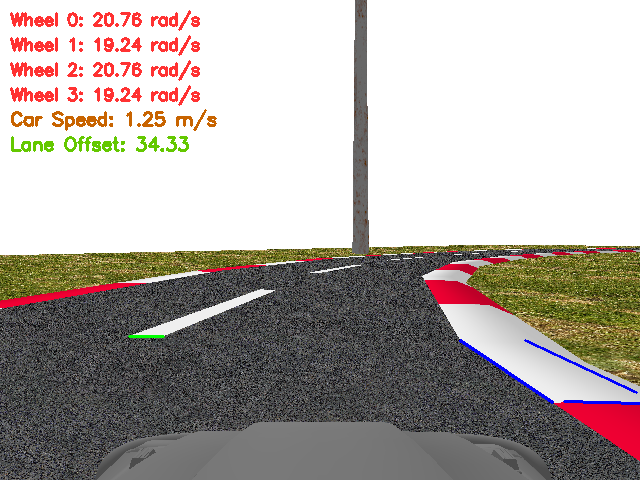 Wheel 0: 20.76 rad/s
Wheel 1: 19.24 rad/s
Wheel 2: 20.76 rad/s
Wheel 3: 19.24 rad/s
Car Speed: 1.25 m/s
Lane Offset: 34.33